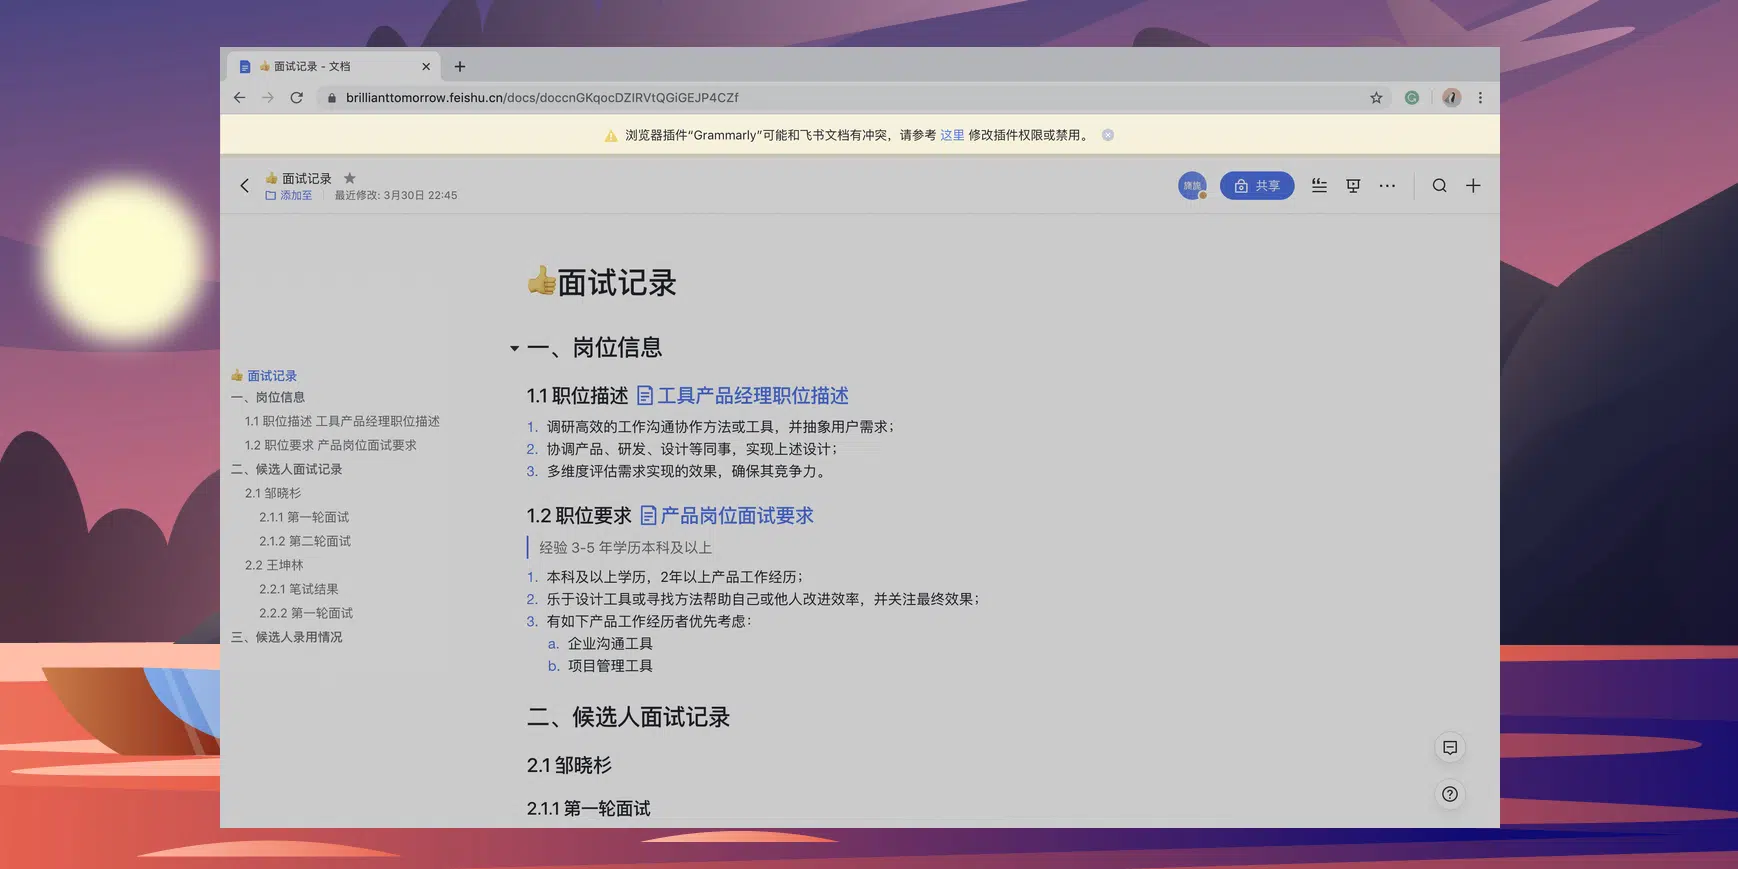 👍 面试记录 - 文档
brillianttomorrow.feishu.cn/docs/doccnGKqocDZIRVtQGiGEJP4CZf
浏览器插件“Grammarly”可能和飞书文档有冲突，请参考 这里 修改插件权限或禁用。
👍 面试记录
添加至
最近修改: 3月30日 22:45
共享
👍 面试记录
一、岗位信息
1.1 职位描述 工具产品经理职位描述
1.2 职位要求 产品岗位面试要求
二、候选人面试记录
2.1 邹晓杉
2.1.1 第一轮面试
2.1.2 第二轮面试
2.2 王坤林
2.2.1 笔试结果
2.2.2 第一轮面试
三、候选人录用情况
👍面试记录
一、岗位信息
1.1 职位描述 工具产品经理职位描述
1. 调研高效的工作沟通协作方法或工具，并抽象用户需求；
2. 协调产品、研发、设计等同事，实现上述设计；
3. 多维度评估需求实现的效果，确保其竞争力。
1.2 职位要求 产品岗位面试要求
经验 3-5 年学历本科及以上
1. 本科及以上学历，2年以上产品工作经历；
2. 乐于设计工具或寻找方法帮助自己或他人改进效率，并关注最终效果；
3. 有如下产品工作经历者优先考虑：
a. 企业沟通工具
b. 项目管理工具
二、候选人面试记录
2.1 邹晓杉
2.1.1 第一轮面试